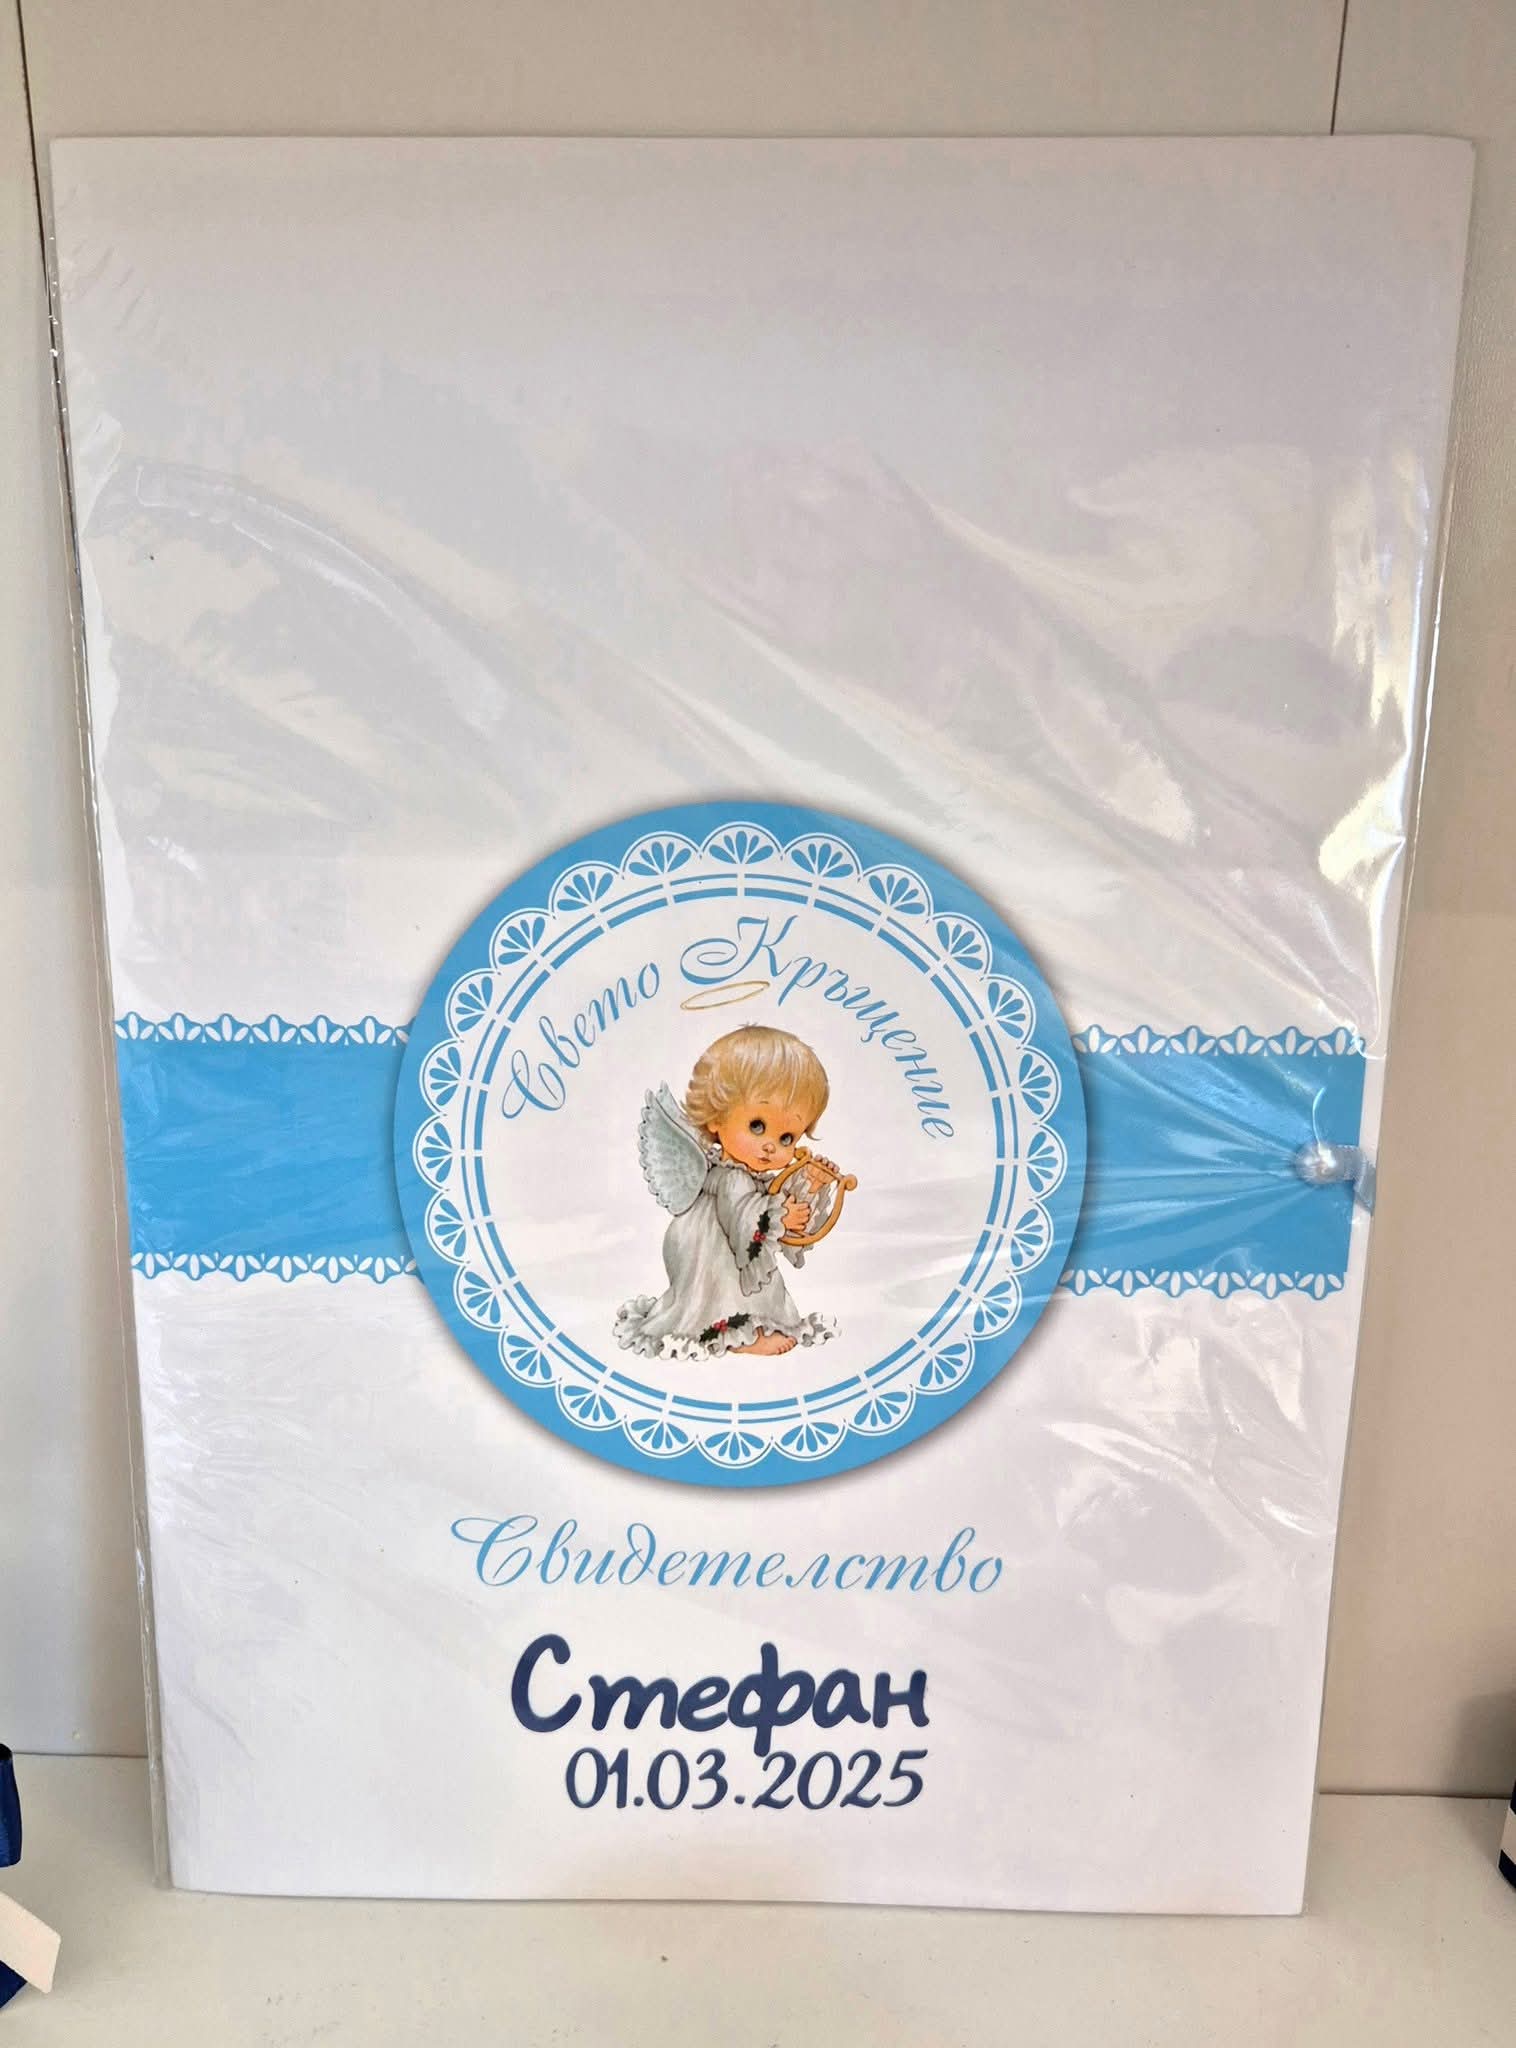 Свето Кръщение
Свидетелство
Стефан
01.03.2025